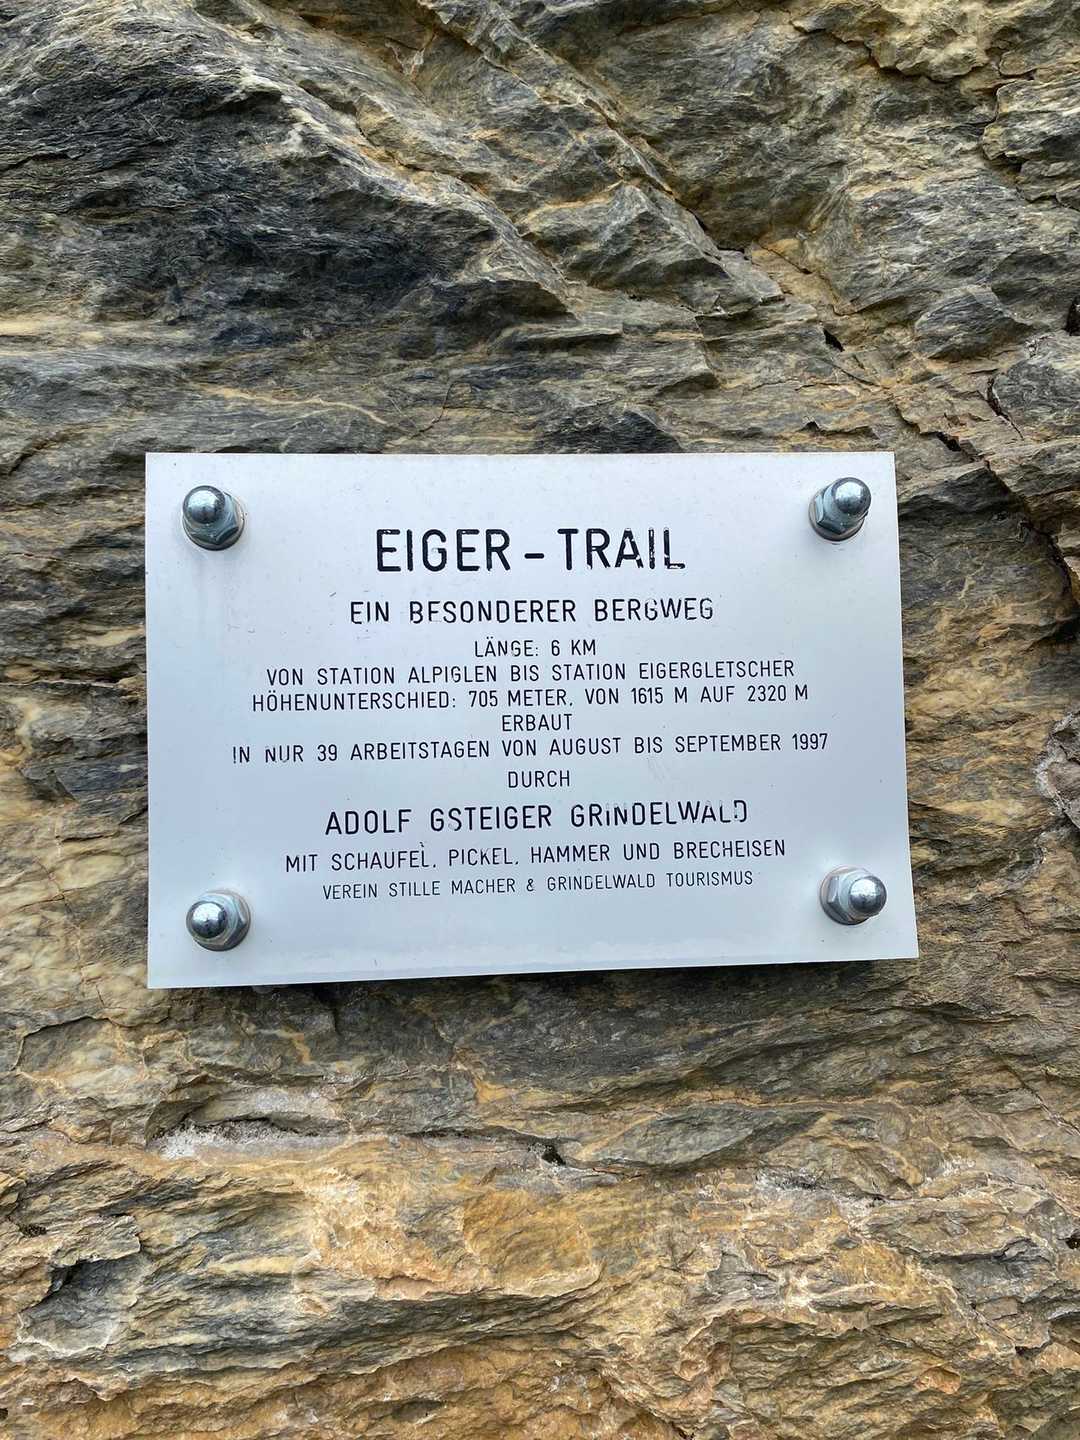 EIGER - TRAIL
EIN BESONDERER BERGWEG
LÄNGE: 6 KM
VON STATION ALPIGLEN BIS STATION EIGERGLETSCHER
HÖHENUNTERSCHIED: 705 METER, VON 1615 M AUF 2320 M
ERBAUT
IN NUR 39 ARBEITSTAGEN VON AUGUST BIS SEPTEMBER 1997
DURCH
ADOLF GSTEIGER GRINDELWALD
MIT SCHAUFEL, PICKEL, HAMMER UND BRECHEISEN
VEREIN STILLE MACHER & GRINDELWALD TOURISMUS